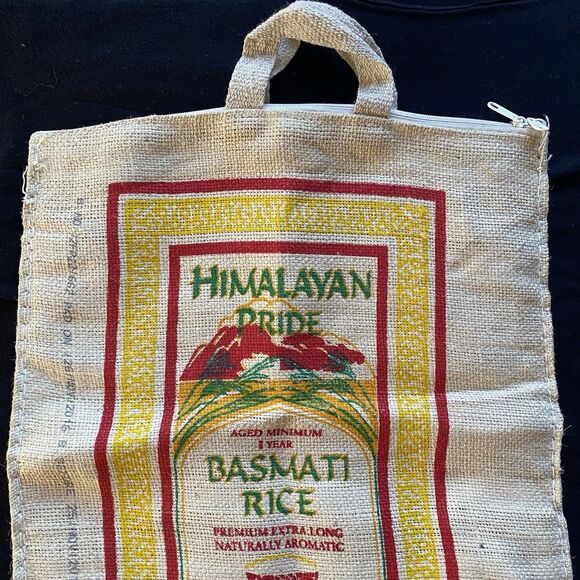 HIMALAYAN
PRIDE
AGED MINIMUM
1 YEAR
BASMATI
RICE
PREMIUM EXTRA LONG
NATURALLY AROMATIC